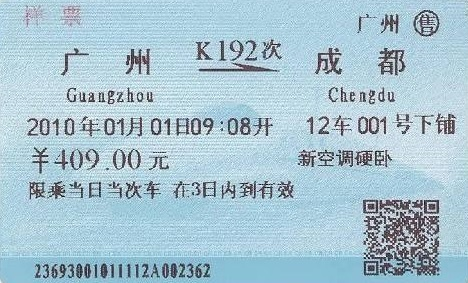 样票
广州 售
广州 K192次 成都
Guangzhou Chengdu
2010年01月01日09:08开 12车001号下铺
￥409.00元 新空调硬卧
限乘当日当次车 在3日内到有效
23693001011112A002362